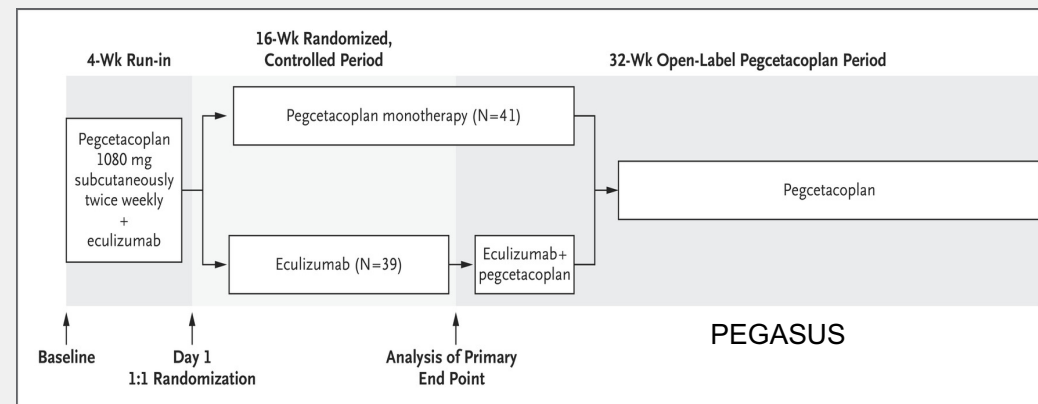 4-Wk Run-in
16-Wk Randomized,
Controlled Period
32-Wk Open-Label Pegcetacoplan Period
Pegcetacoplan
1080 mg
subcutaneously
twice weekly
+
eculizumab
Pegcetacoplan monotherapy (N=41)
Eculizumab (N=39)
Eculizumab+
pegcetacoplan
Pegcetacoplan
Baseline
Day 1
1:1 Randomization
Analysis of Primary
End Point
PEGASUS